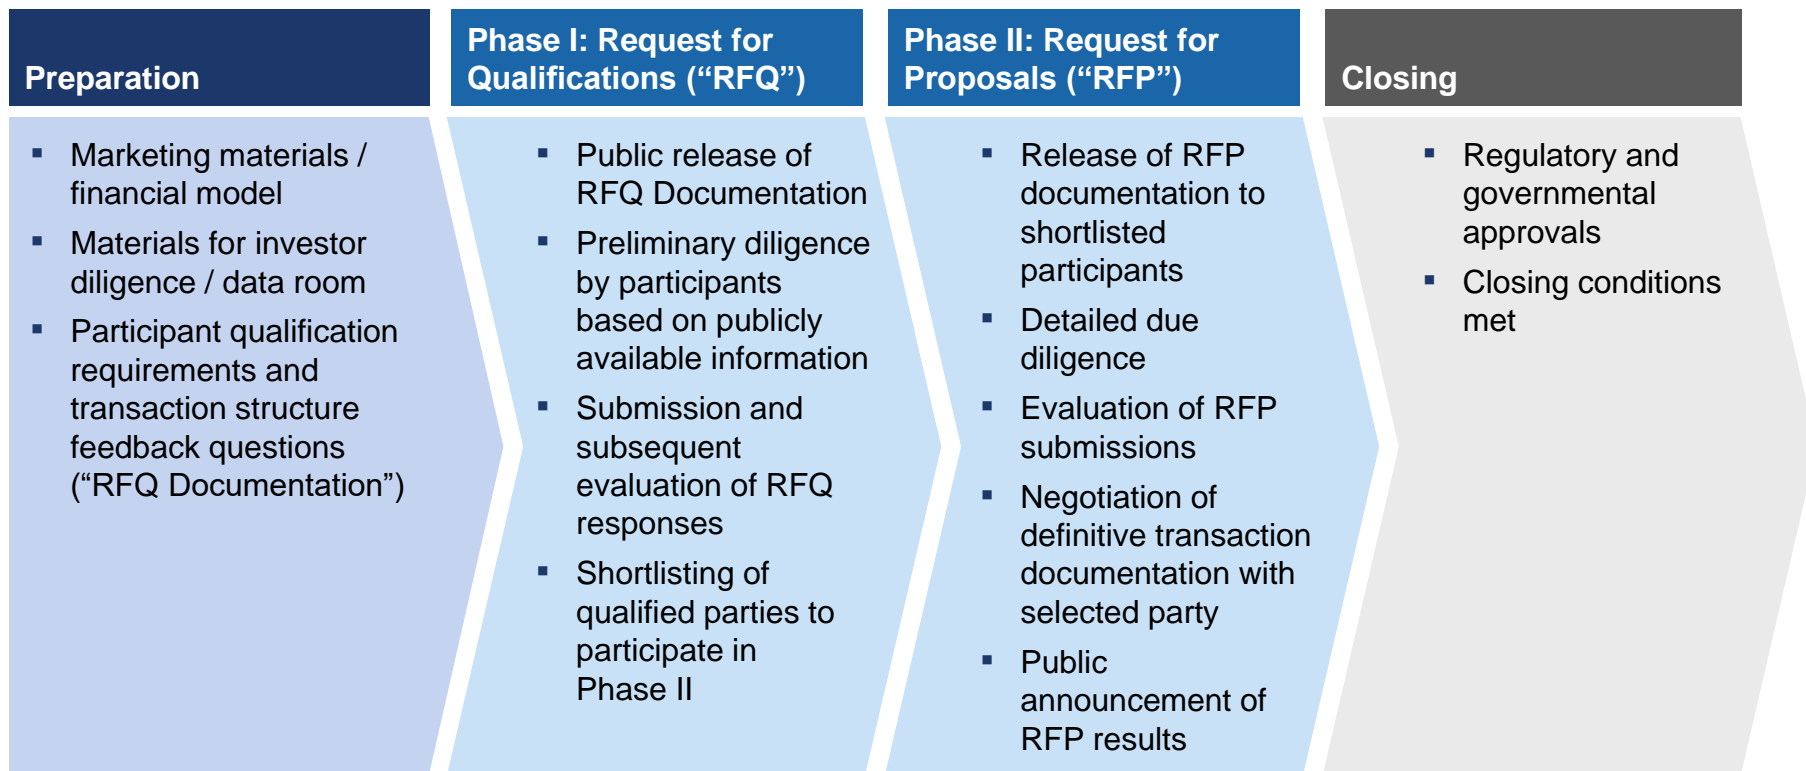 Preparation
Marketing materials /
financial model
Materials for investor
diligence / data room
Participant qualification
requirements and
transaction structure
feedback questions
(“RFQ Documentation”)
Phase I: Request for
Qualifications (“RFQ”)
Public release of
RFQ Documentation
Preliminary diligence
by participants
based on publicly
available information
Submission and
subsequent
evaluation of RFQ
responses
Shortlisting of
qualified parties to
participate in
Phase II
Phase II: Request for
Proposals (“RFP”)
Release of RFP
documentation to
shortlisted
participants
Detailed due
diligence
Evaluation of RFP
submissions
Negotiation of
definitive transaction
documentation with
selected party
Public
announcement of
RFP results
Closing
Regulatory and
governmental
approvals
Closing conditions
met